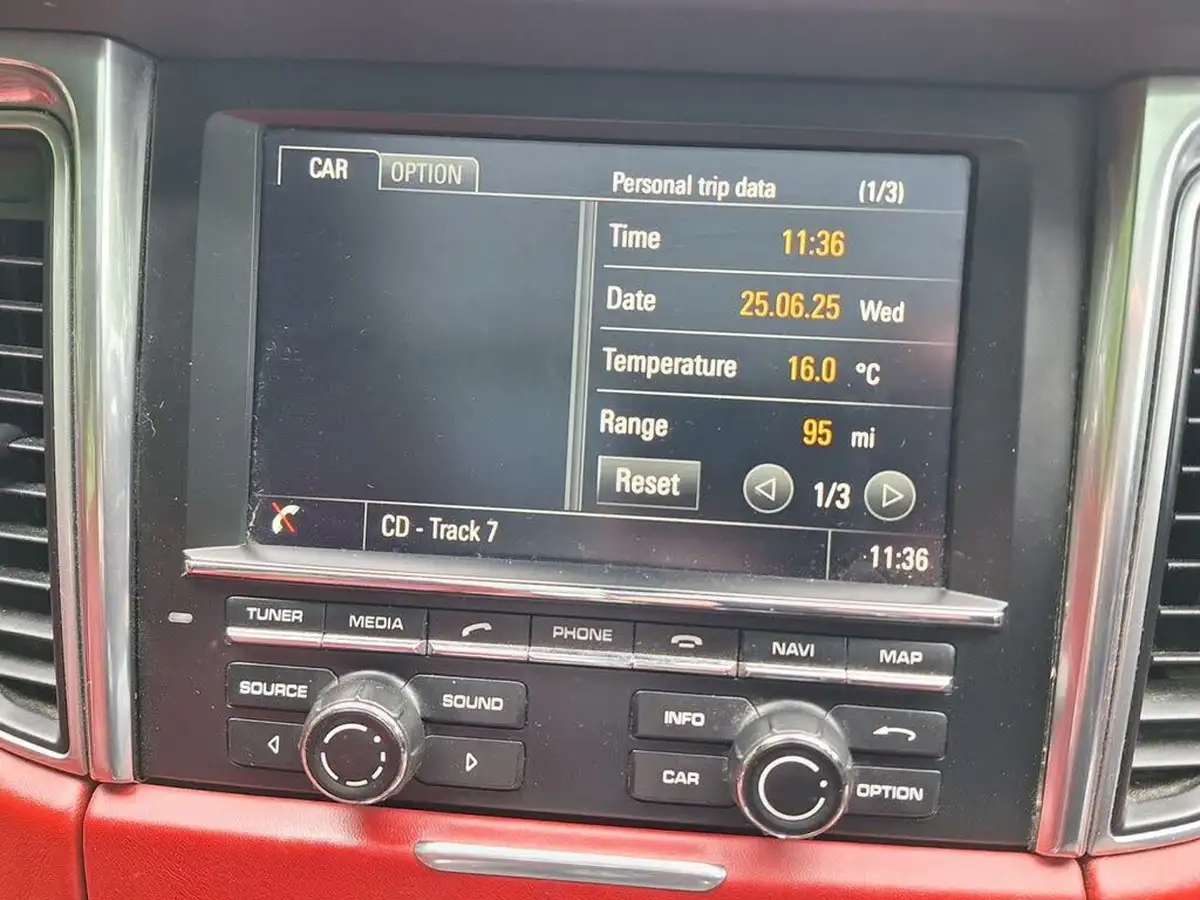 CAR OPTION
Personal trip data (1/3)
Time 11:36
Date 25.06.25 Wed
Temperature 16.0 °C
Range 95 mi
Reset 1/3
CD - Track 7 11:36
TUNER MEDIA PHONE NAVI MAP
SOURCE SOUND INFO
CAR OPTION